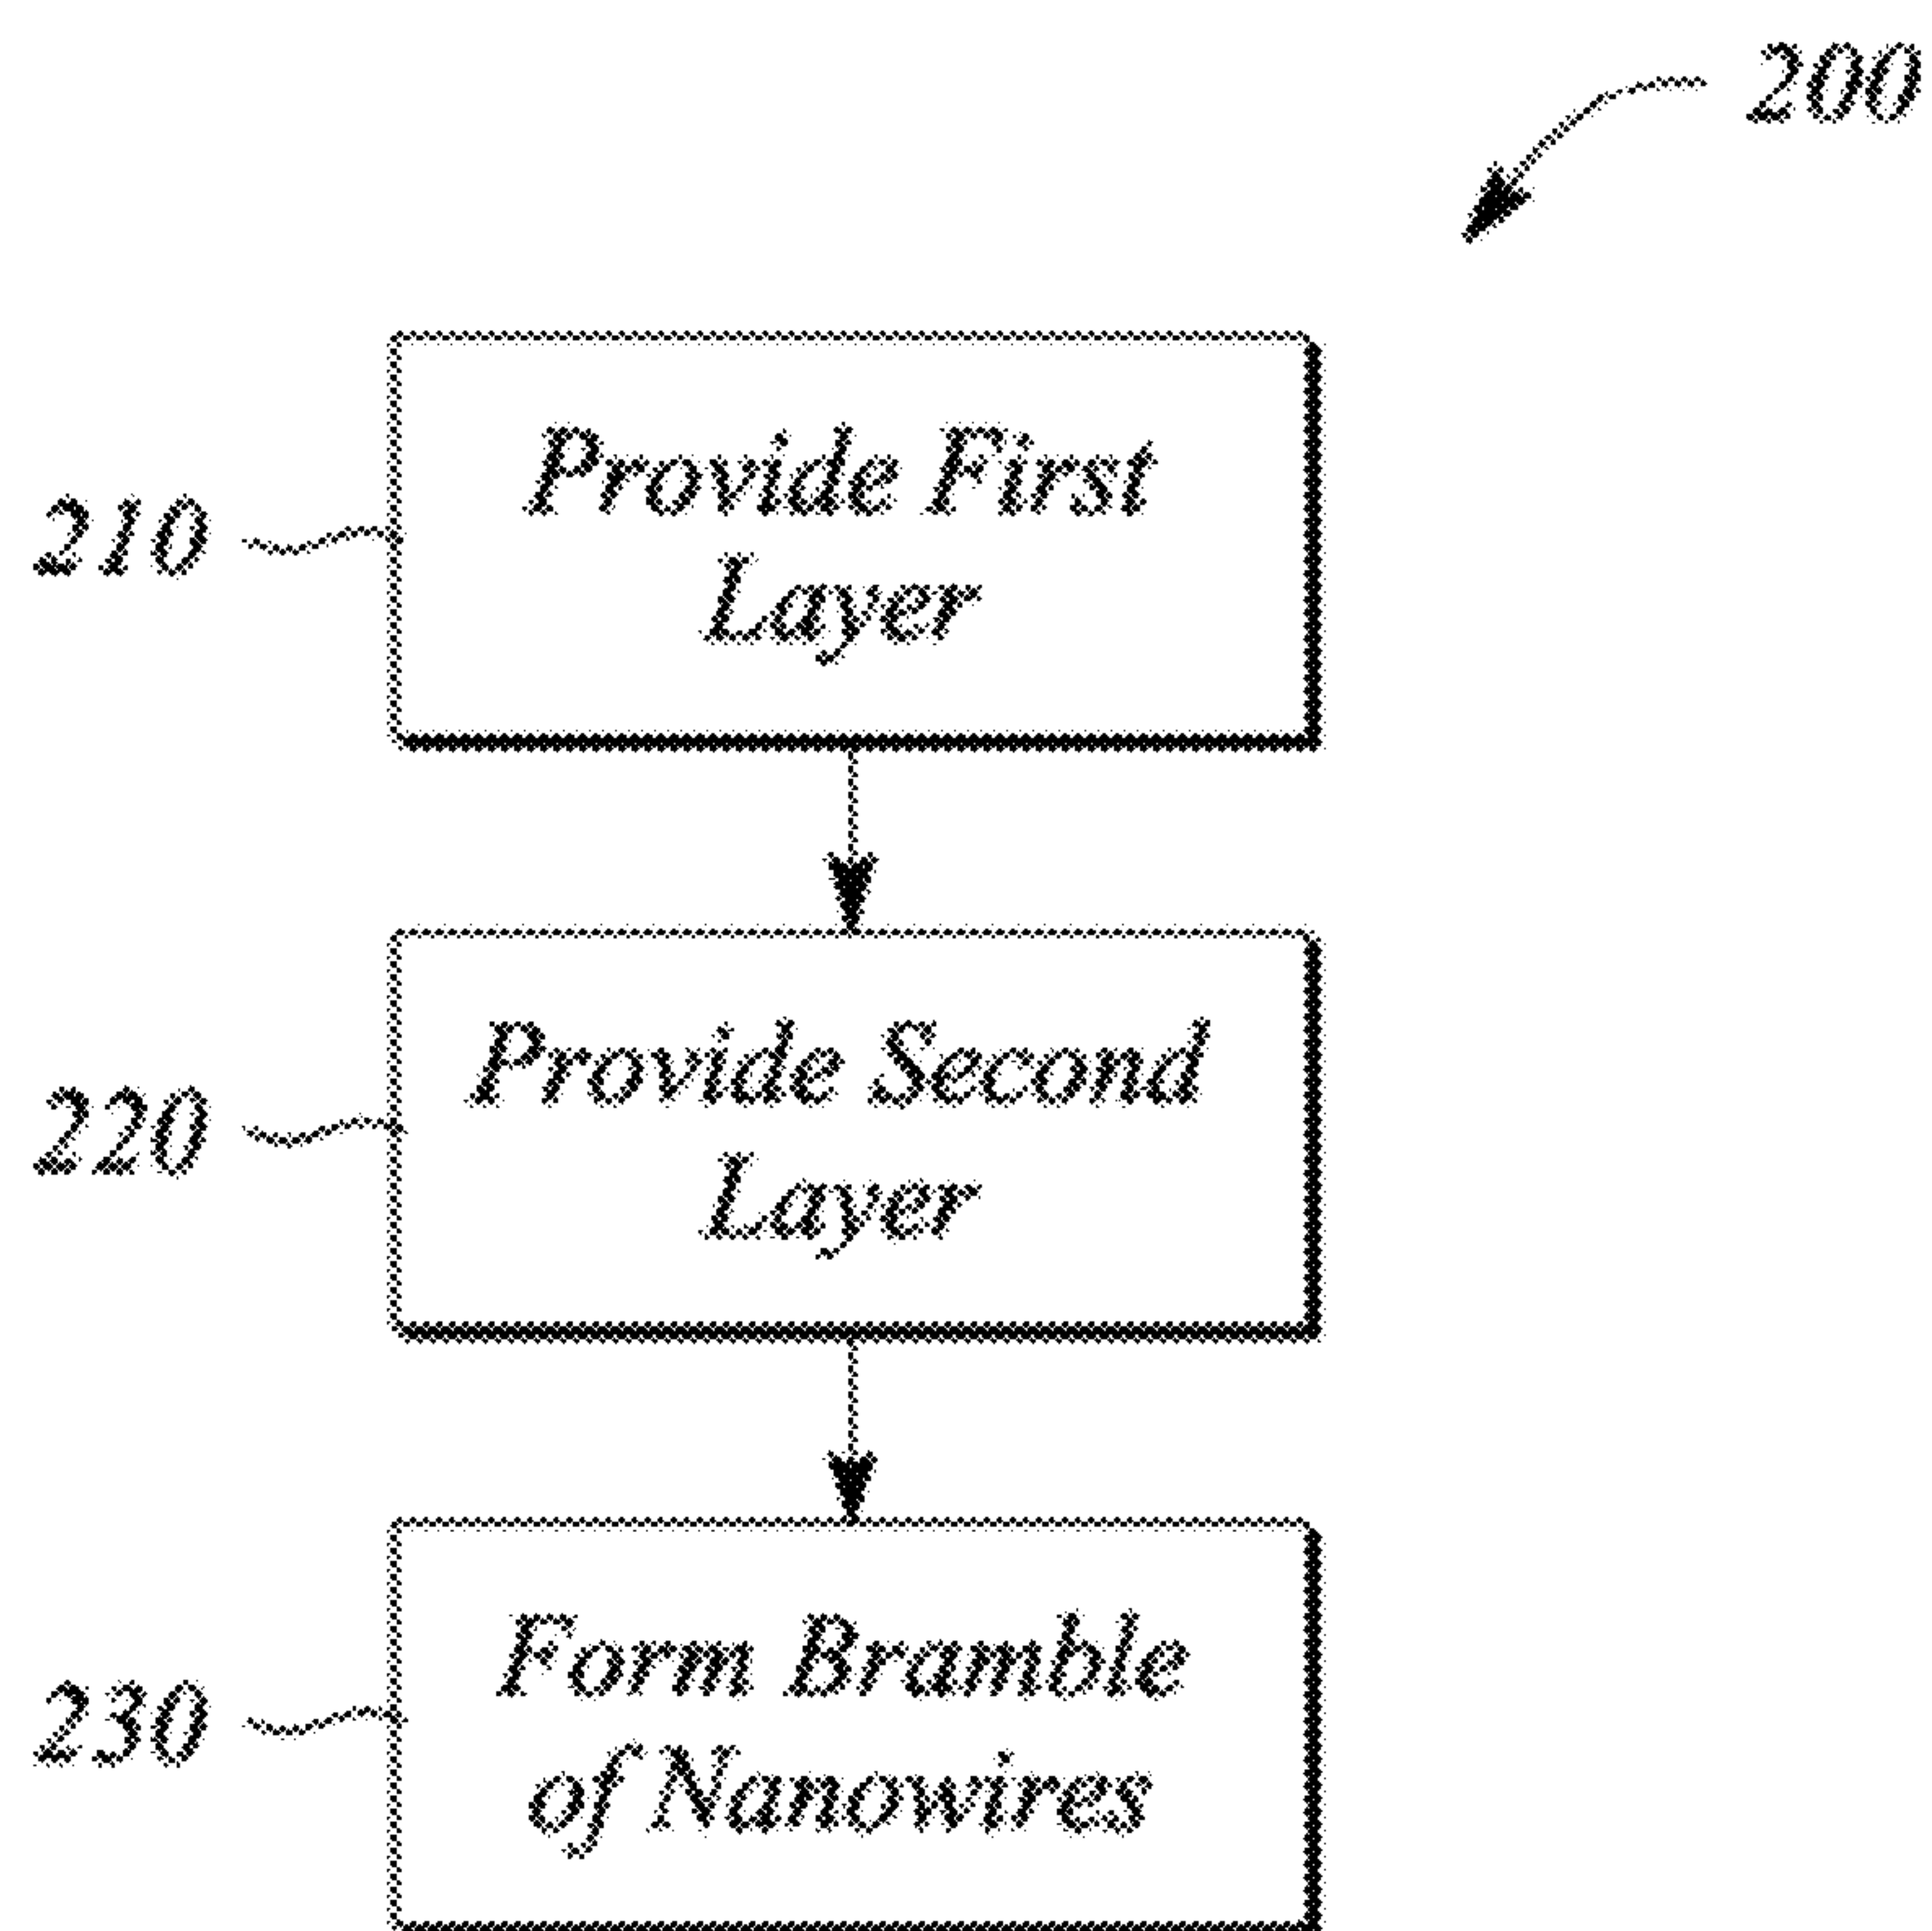 200
210
Provide First
Layer
220
Provide Second
Layer
230
Form Bramble
of Nanowires